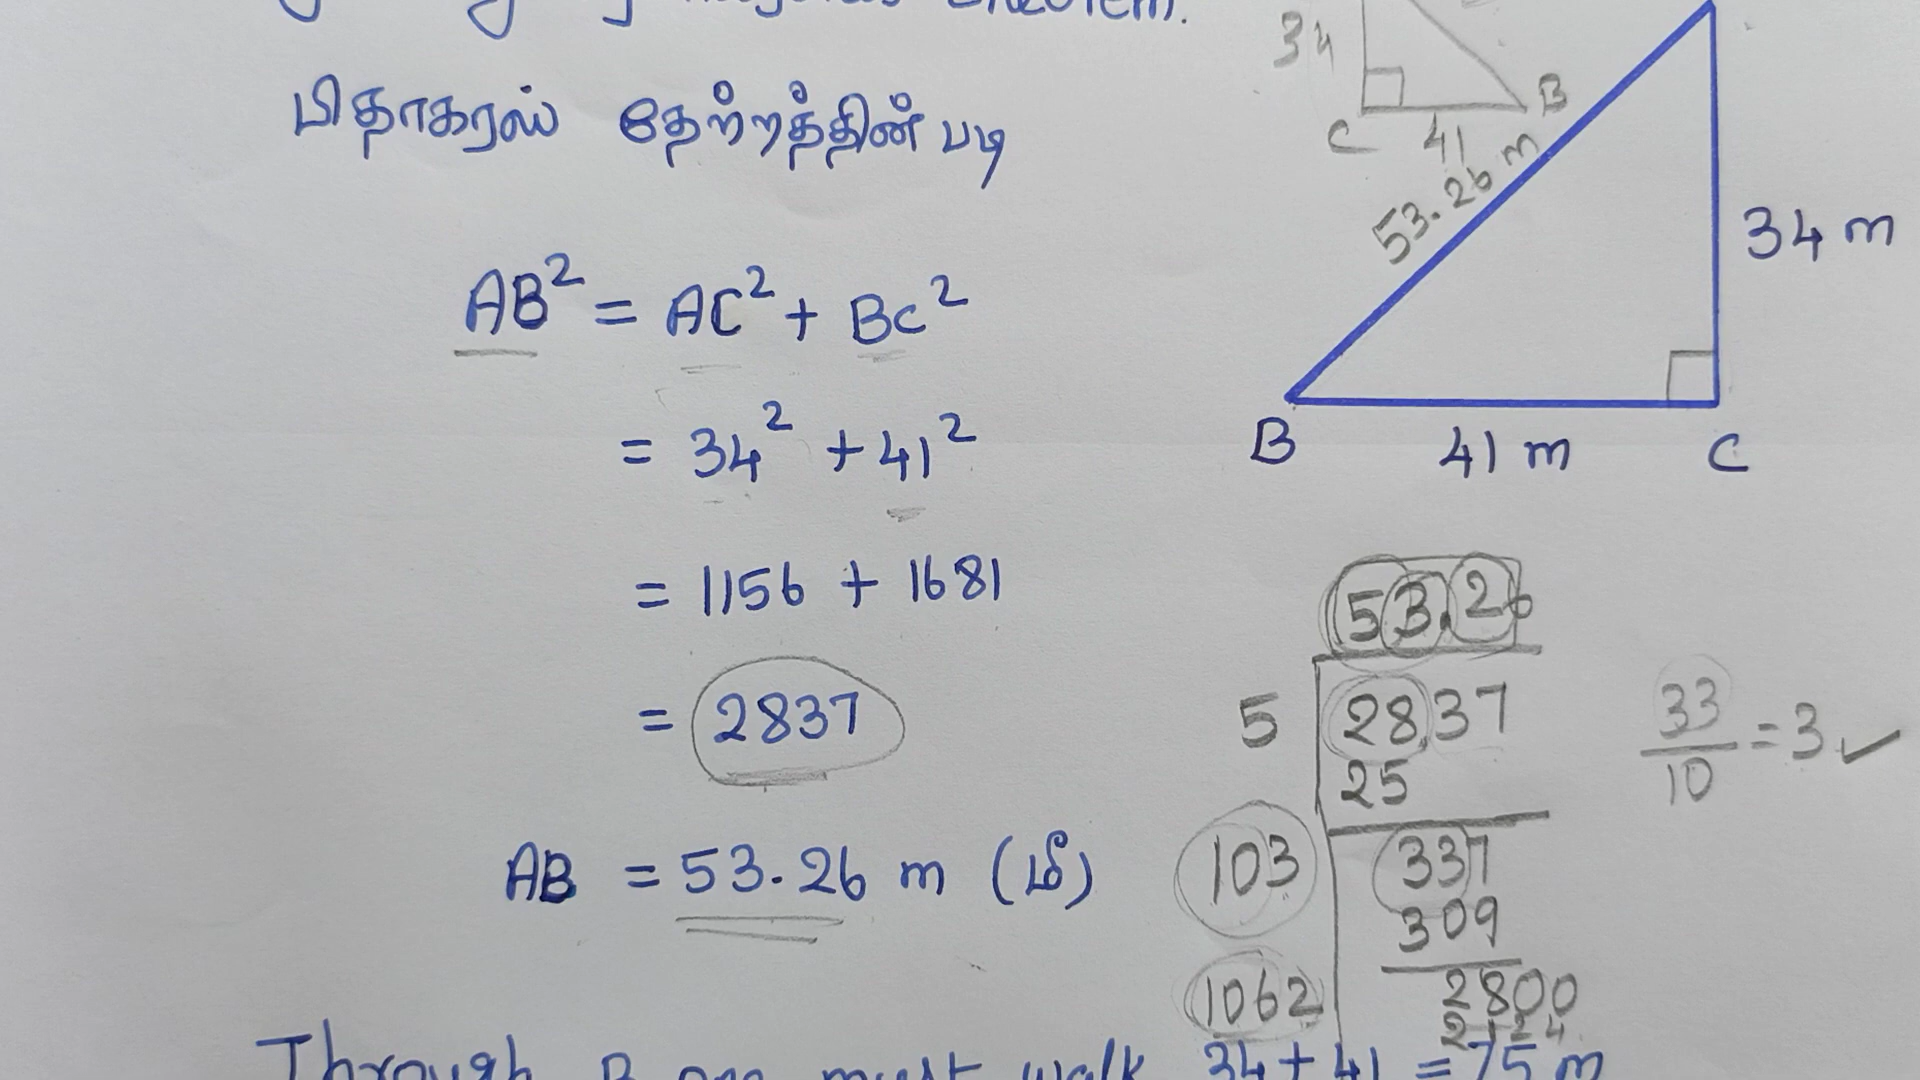 theorem.
பிதாகரஸ் தேற்றத்தின் படி
AB² = AC² + BC²
= 34² + 41²
= 1156 + 1681
= 2837
AB = 53.26 m (மீ)
34
B
C 41
53.26 m
34 m
B 41 m C
53.26
5 28,37
25
33/10 = 3 ✓
103 337
309
1062 2800
2124
Through B one must walk 34 + 41 = 75 m